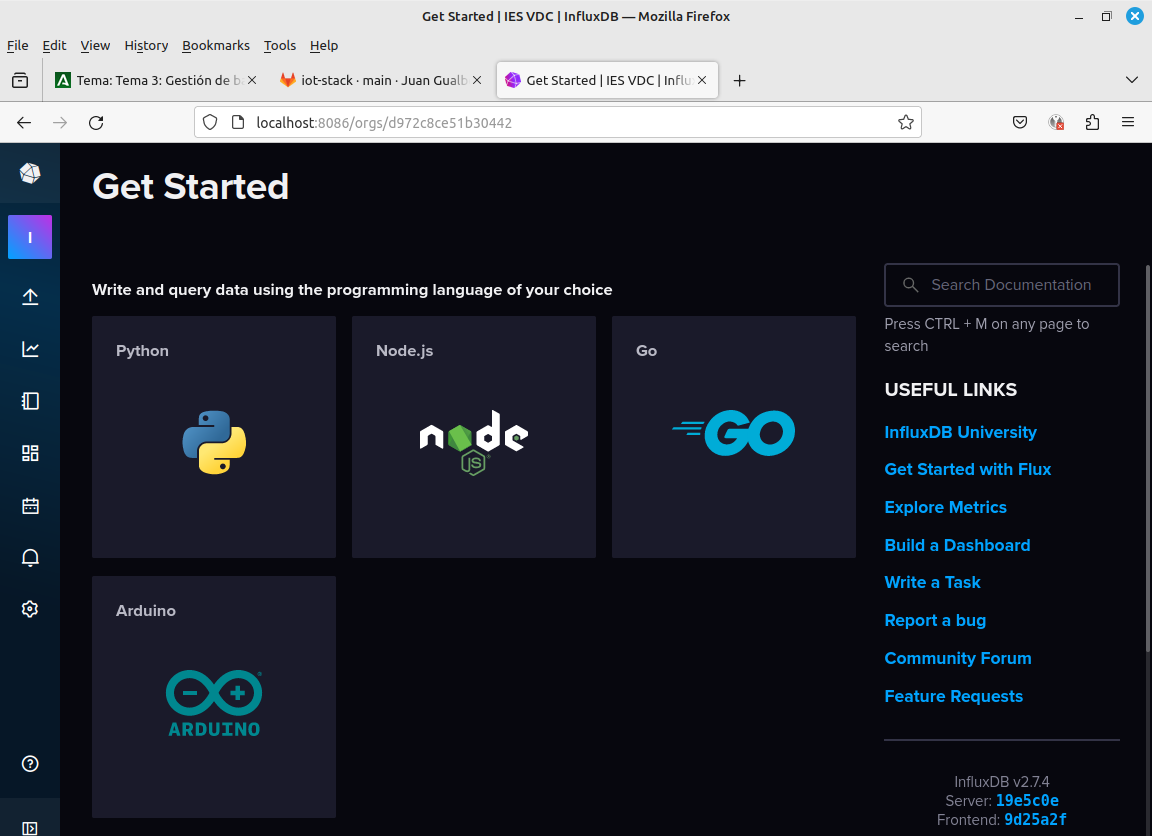 Get Started | IES VDC | InfluxDB — Mozilla Firefox
File Edit View History Bookmarks Tools Help
Tema: Tema 3: Gestión de b
iot-stack · main · Juan Gualb
Get Started | IES VDC | Influ
localhost:8086/orgs/d972c8ce51b30442
I
Get Started
Write and query data using the programming language of your choice
Python
Node.js
node
JS
Go
GO
Arduino
ARDUINO
Search Documentation
Press CTRL + M on any page to
search
USEFUL LINKS
InfluxDB University
Get Started with Flux
Explore Metrics
Build a Dashboard
Write a Task
Report a bug
Community Forum
Feature Requests
InfluxDB v2.7.4
Server: 19e5c0e
Frontend: 9d25a2f